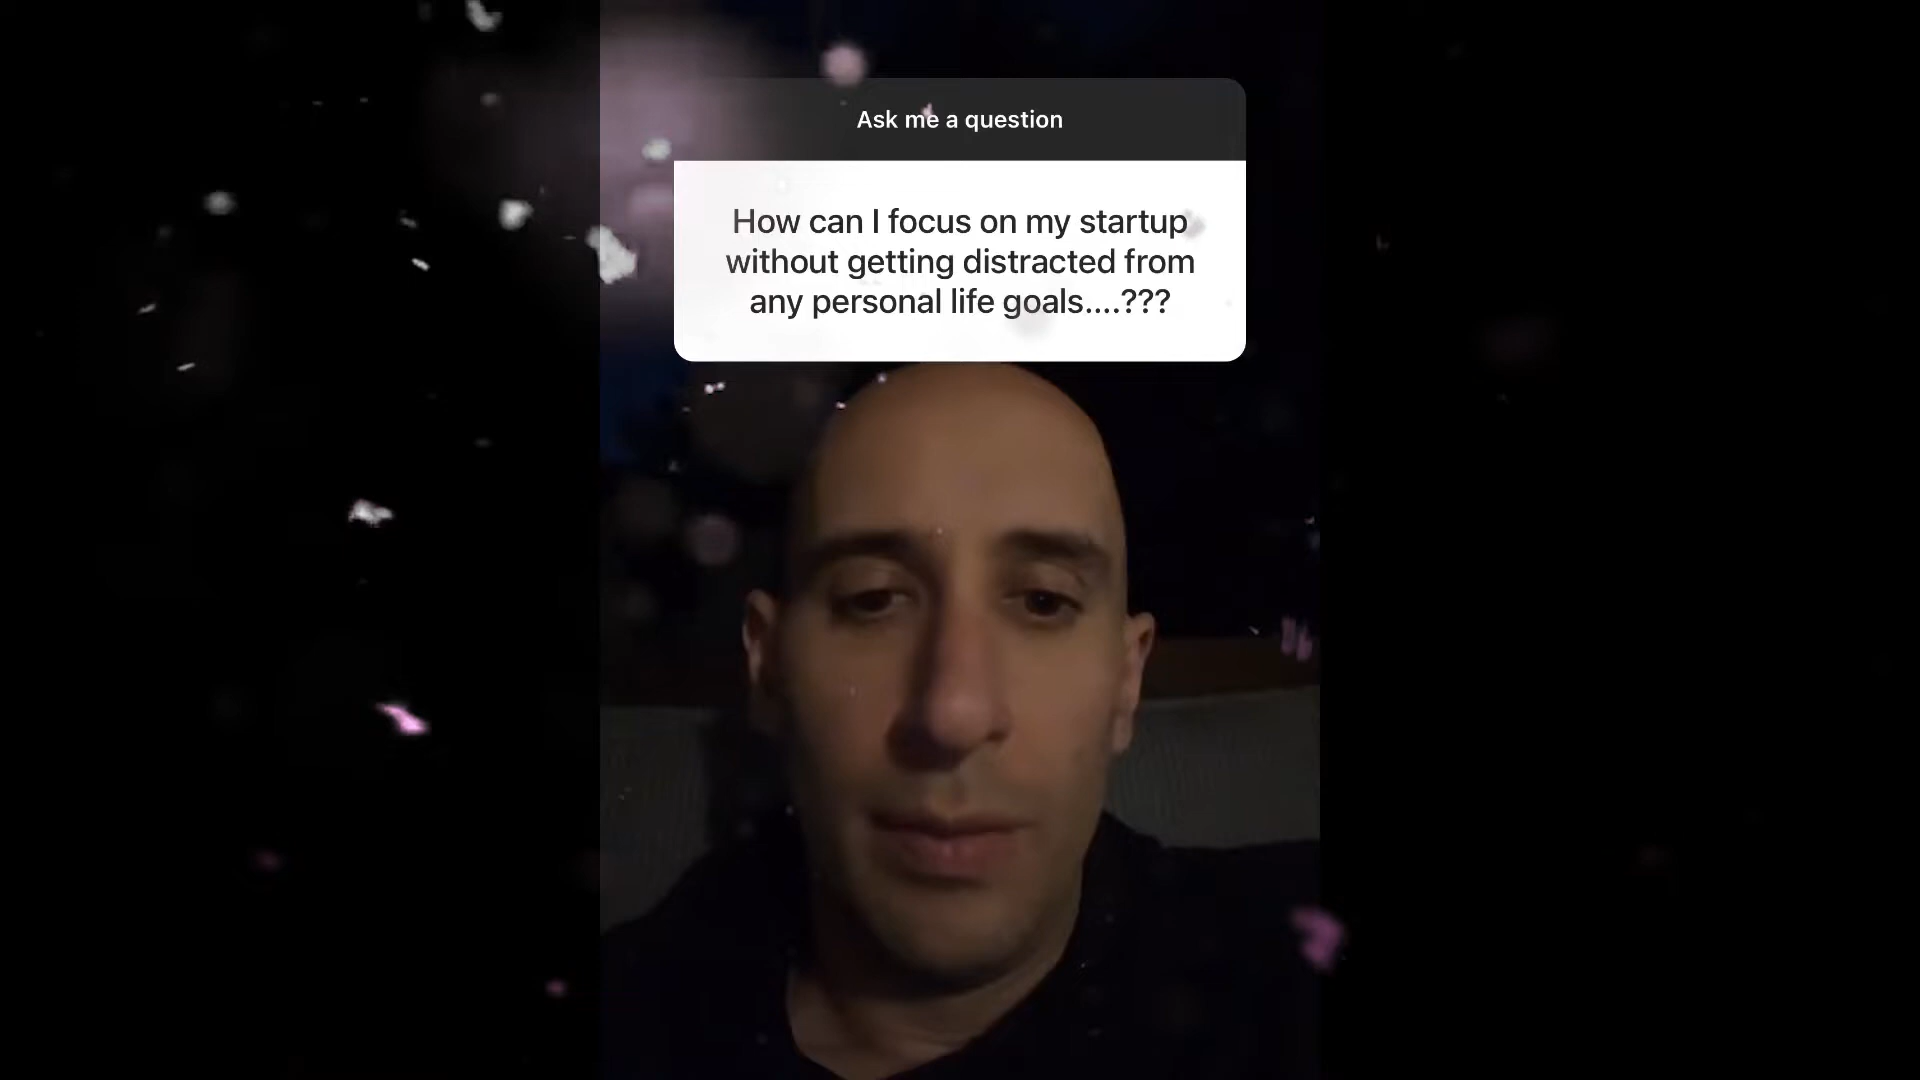 Ask me a question
How can I focus on my startup
without getting distracted from
any personal life goals....???